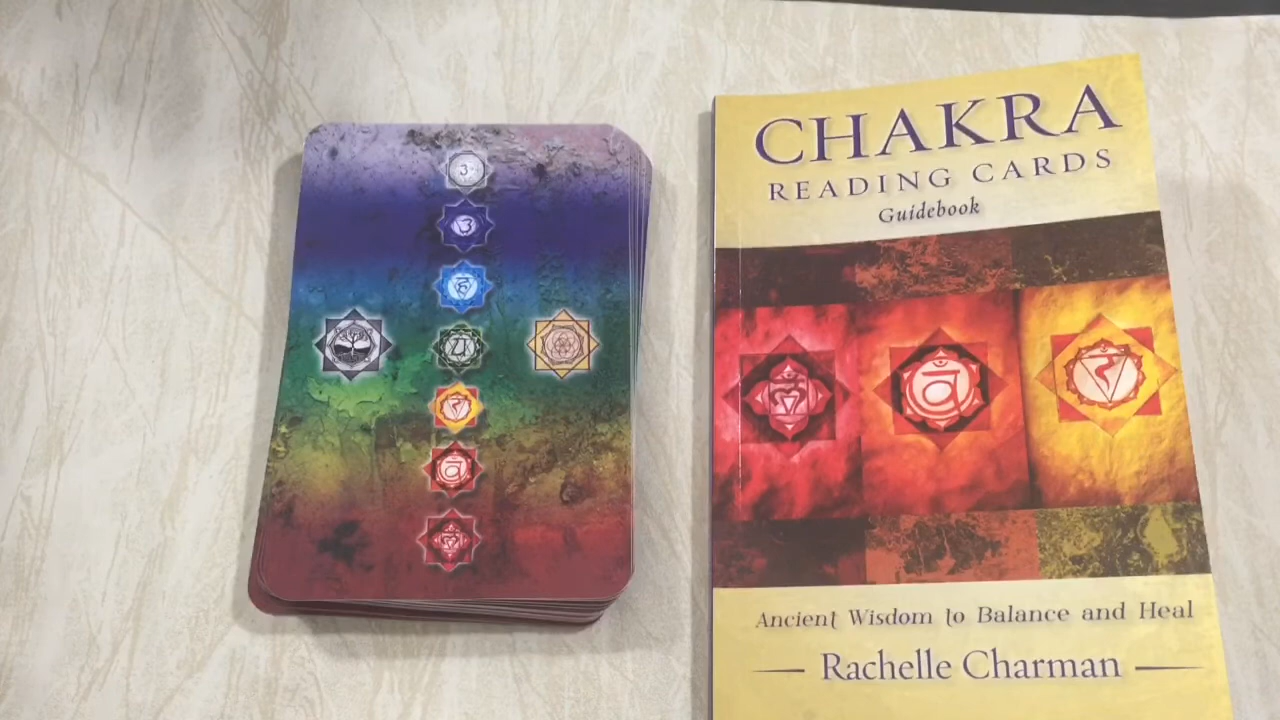 CHAKRA
READING CARDS
Guidebook
Ancient Wisdom to Balance and Heal
Rachelle Charman